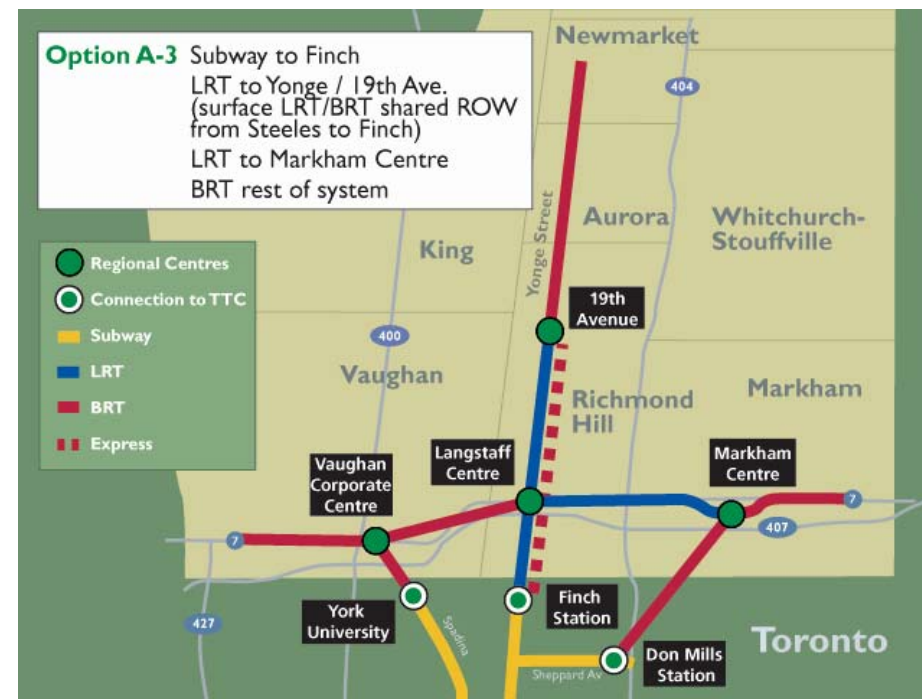 Option A-3 Subway to Finch
LRT to Yonge / 19th Ave.
(surface LRT/BRT shared ROW
from Steeles to Finch)
LRT to Markham Centre
BRT rest of system
Newmarket
404
Yonge Street
Aurora
Whitchurch-
Stouffville
King
Regional Centres
Connection to TTC
Subway
LRT
BRT
Express
19th
Avenue
400
Vaughan
Richmond
Hill
Markham
Vaughan
Corporate
Centre
Langstaff
Centre
Markham
Centre
7
7
407
427
York
University
Spadina
Finch
Station
Sheppard Av
Don Mills
Station
Toronto